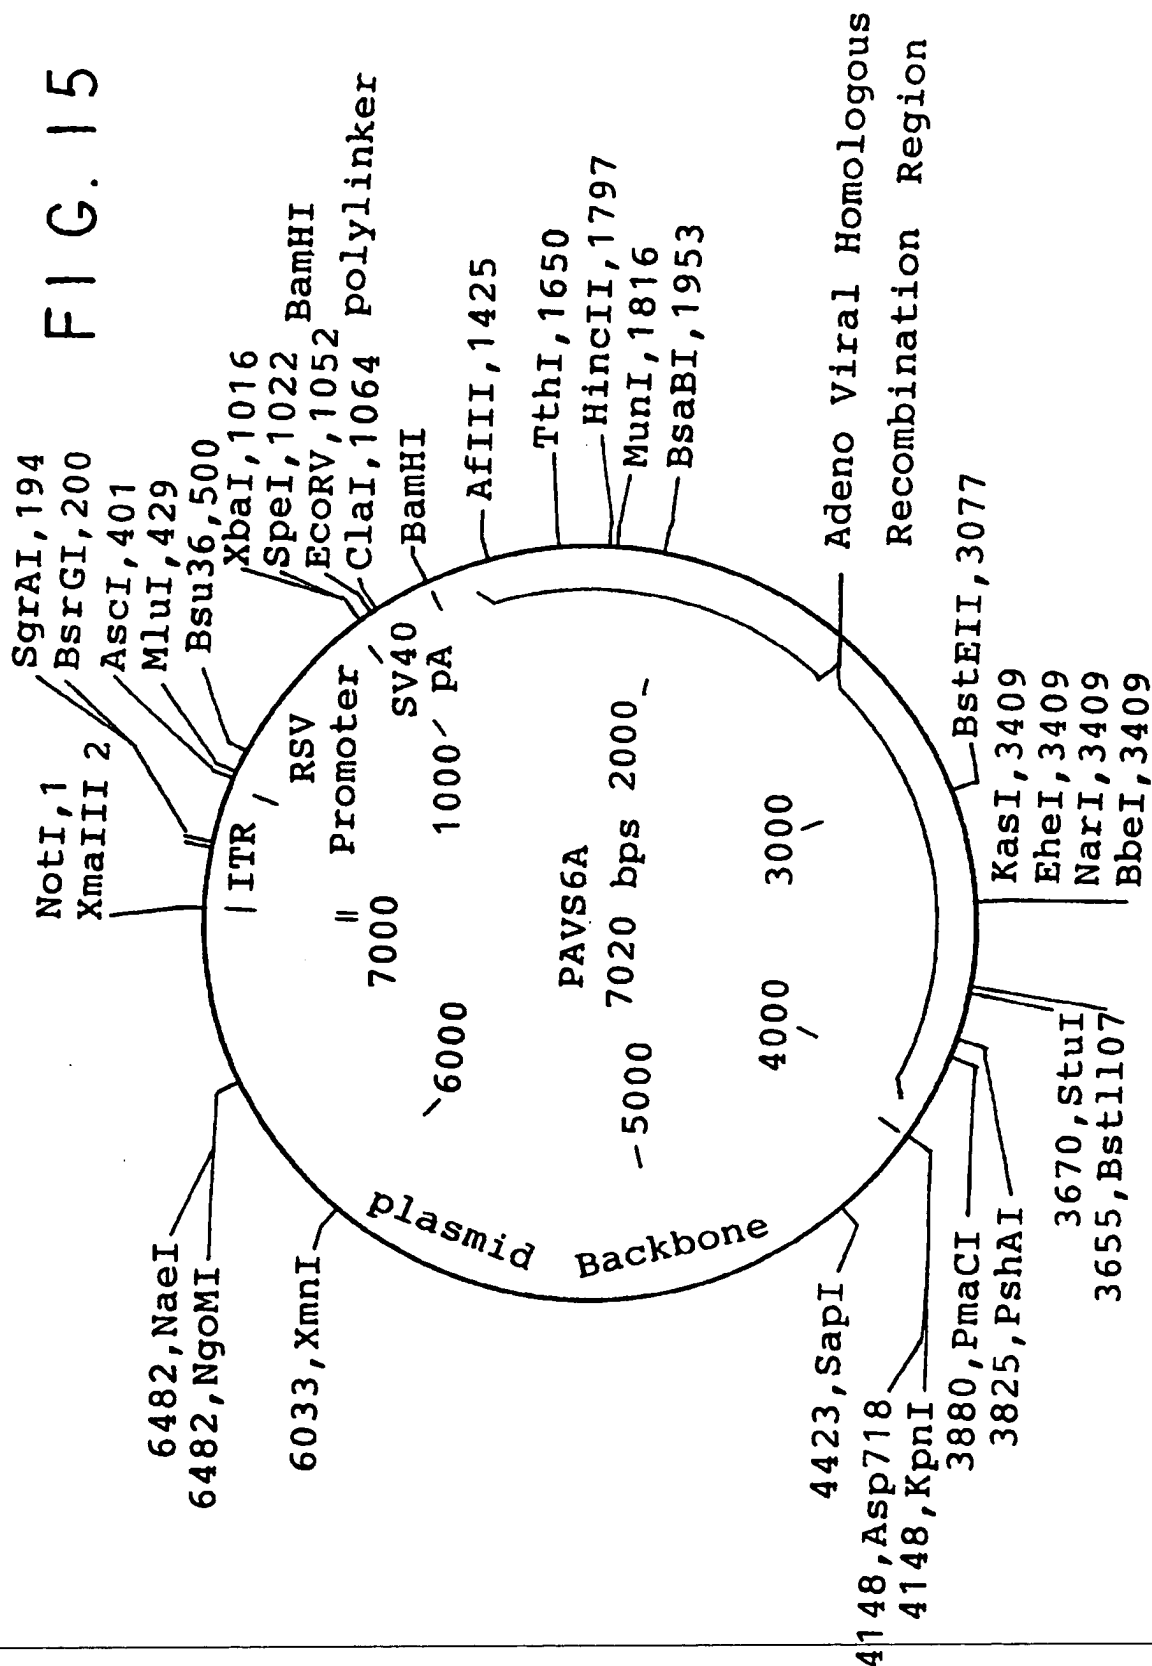 FIG. 15
NotI,1
XmaIII 2
SgrAI,194
BsrGI,200
AscI,401
MluI,429
Bsu36,500
XbaI,1016
SpeI,1022 BamHI
EcoRV,1052
ClaI,1064 polylinker
BamHI
AflII,1425
TthI,1650
HincII,1797
MunI,1816
BsaBI,1953
Adeno Viral Homologous
Recombination Region
BstEII,3077
KasI,3409
EheI,3409
NarI,3409
BbeI,3409
3670,StuI
3655,Bst1107
3880,PmaCI
3825,PshAI
4148,Asp718
4148,KpnI
4423,SapI
6033,XmnI
6482,NaeI
6482,NgoMI
ITR
RSV
Promoter
SV40
pA
1000
2000
3000
4000
5000
6000
7000
PAVS6A
7020 bps
plasmid Backbone